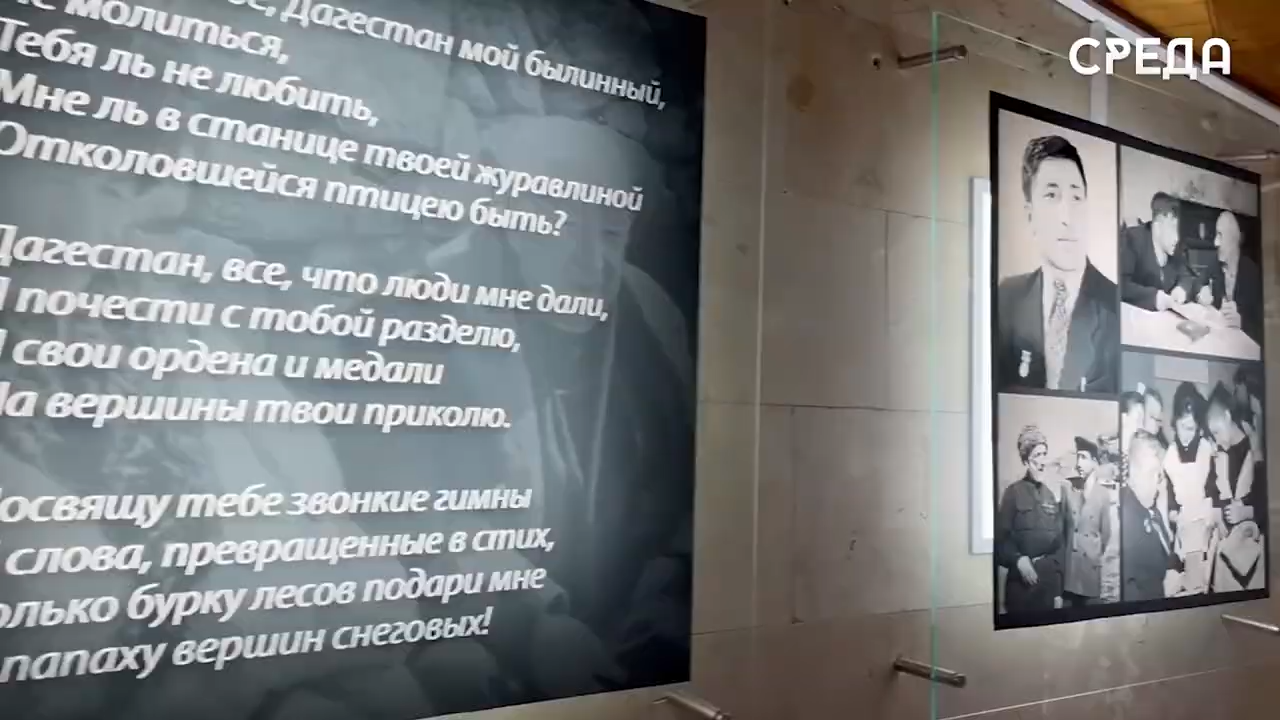 СРЕДА
Дагестан мой былинный,
молиться,
Тебя ль не любить,
Мне ль в станице твоей журавлиной
Отколовшейся птицею быть?
Дагестан, все, что люди мне дали,
почести с тобой разделю,
свои ордена и медали
На вершины твои приколю.
Посвящу тебе звонкие гимны
слова, превращенные в стих,
Только бурку лесов подари мне
папаху вершин снеговых!